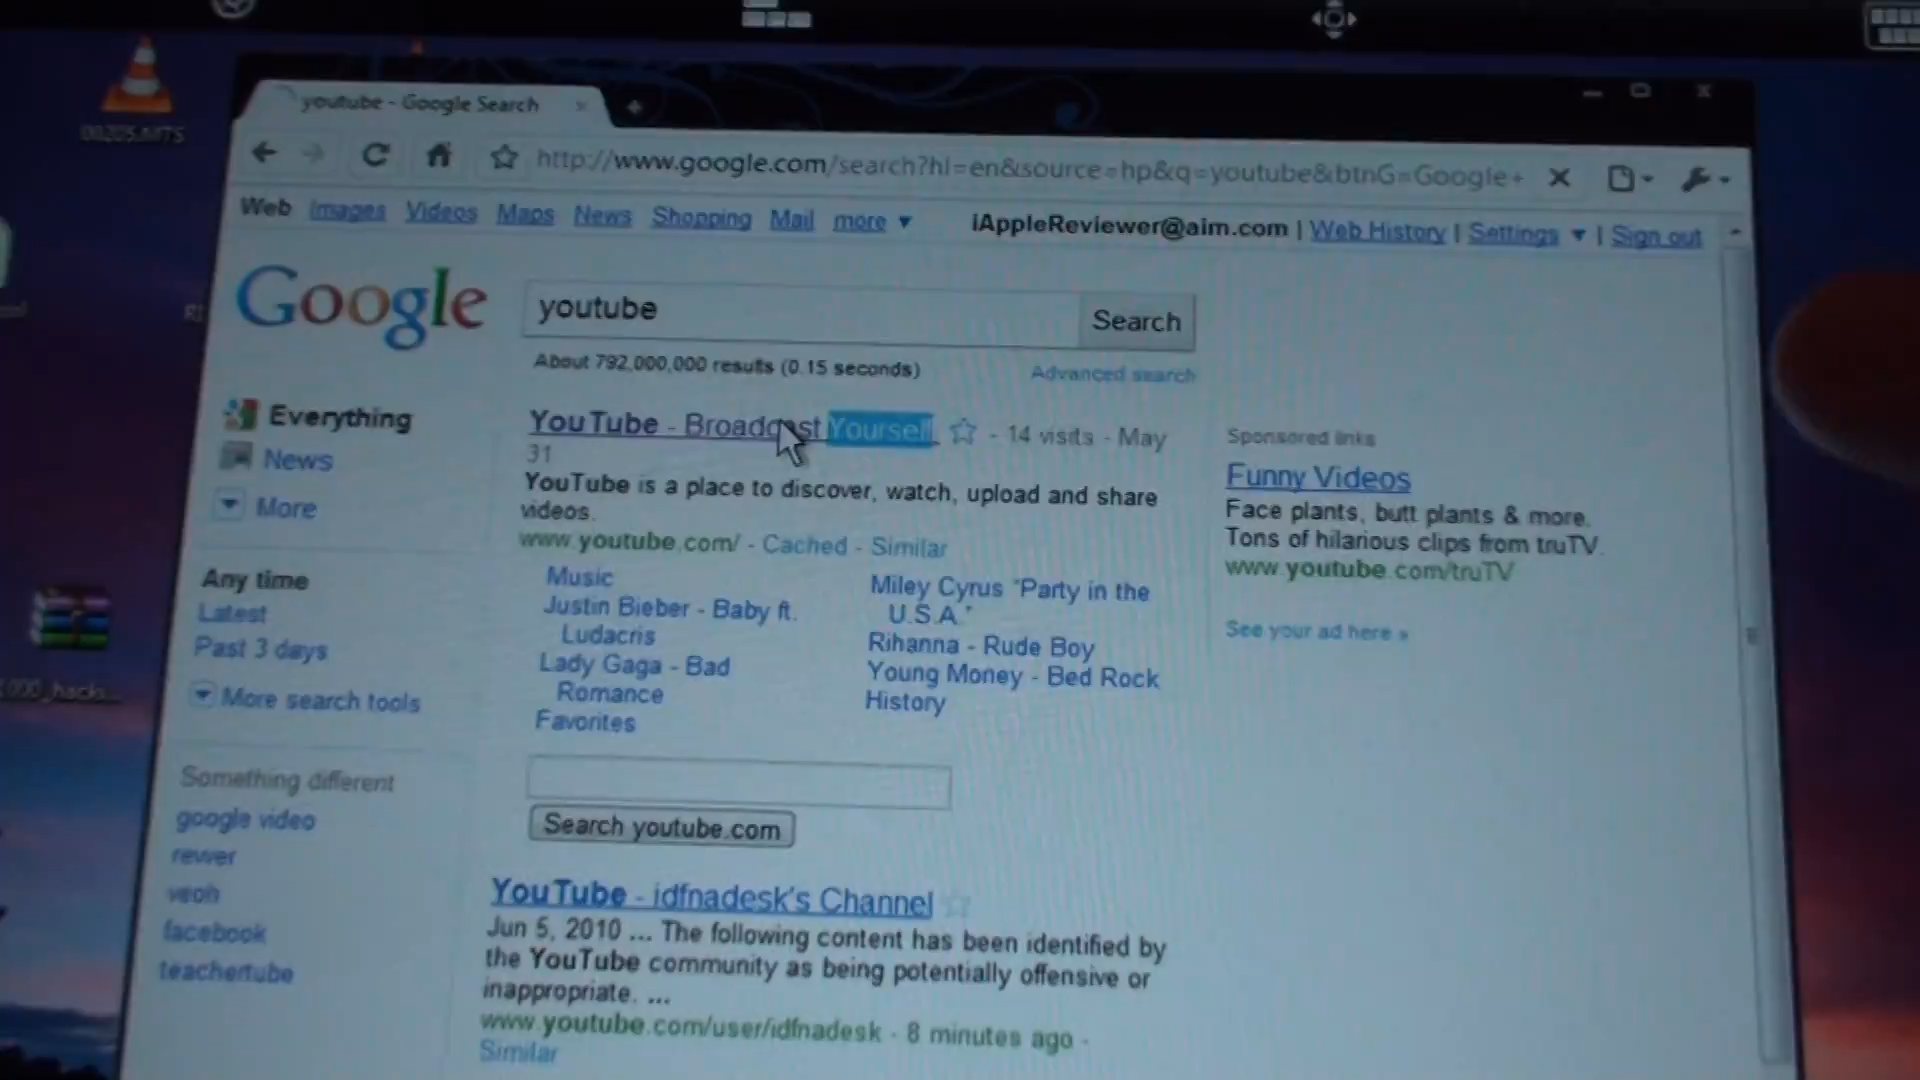 00205.MTS
youtube - Google Search
http://www.google.com/search?hl=en&source=hp&q=youtube&btnG=Google+
Web Images Videos Maps News Shopping Mail more ▼
iAppleReviewer@aim.com | Web History | Settings ▼ | Sign out
Google
youtube
Search
About 792,000,000 results (0.15 seconds)
Advanced search
Everything
News
More
Any time
Latest
Past 3 days
More search tools
Something different
google video
rewer
veoh
facebook
teachertube
YouTube - Broadcast Yourself. - 14 visits - May
31
YouTube is a place to discover, watch, upload and share
videos.
www.youtube.com/ - Cached - Similar
Music
Justin Bieber - Baby ft.
Ludacris
Lady Gaga - Bad
Romance
Favorites
Miley Cyrus "Party in the
U.S.A."
Rihanna - Rude Boy
Young Money - Bed Rock
History
Search youtube.com
YouTube - idfnadesk's Channel
Jun 5, 2010 ... The following content has been identified by
the YouTube community as being potentially offensive or
inappropriate. ...
www.youtube.com/user/idfnadesk - 8 minutes ago -
Similar
Sponsored links
Funny Videos
Face plants, butt plants & more.
Tons of hilarious clips from truTV.
www.youtube.com/truTV
See your ad here »
000_hacks...